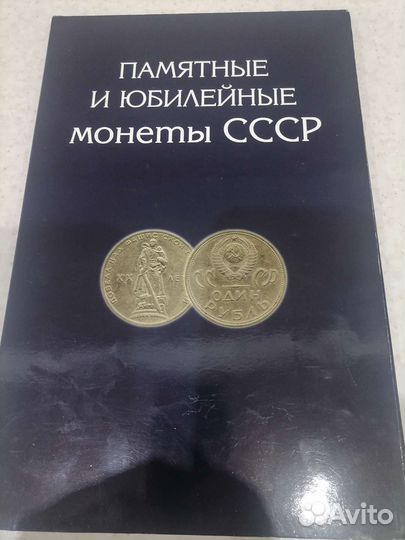 ПАМЯТНЫЕ
И ЮБИЛЕЙНЫЕ
монеты СССР
XX ЛЕТ
ОДИН
РУБЛЬ
Avito